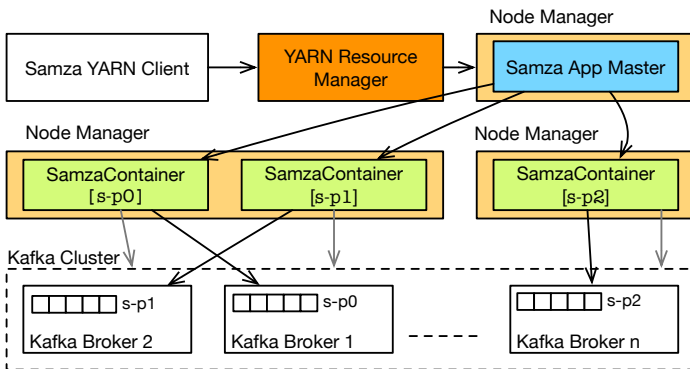 Node Manager
Samza YARN Client
YARN Resource
Manager
Samza App Master
Node Manager
Node Manager
SamzaContainer
[s-p0]
SamzaContainer
[s-p1]
SamzaContainer
[s-p2]
Kafka Cluster
s-p1
Kafka Broker 2
s-p0
Kafka Broker 1
s-p2
Kafka Broker n